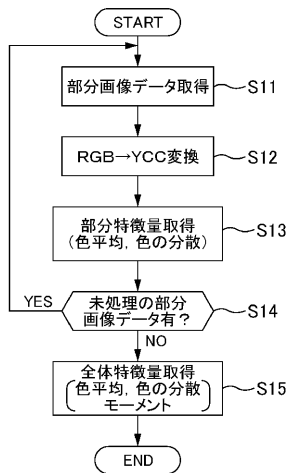 START
部分画像データ取得
S11
RGB→YCC変換
S12
部分特徴量取得
(色平均, 色の分散)
S13
未処理の部分
画像データ有?
S14
YES
NO
全体特徴量取得
色平均, 色の分散
モーメント
S15
END